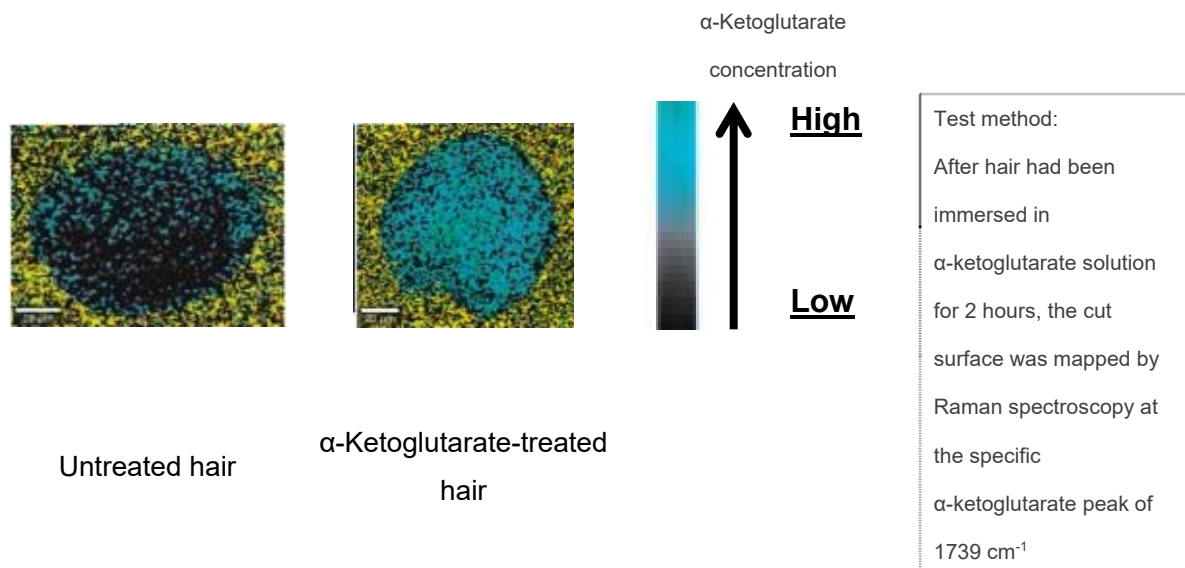 α-Ketoglutarate
concentration
High
Low
Untreated hair
α-Ketoglutarate-treated
hair
Test method:
After hair had been
immersed in
α-ketoglutarate solution
for 2 hours, the cut
surface was mapped by
Raman spectroscopy at
the specific
α-ketoglutarate peak of
1739 cm⁻¹